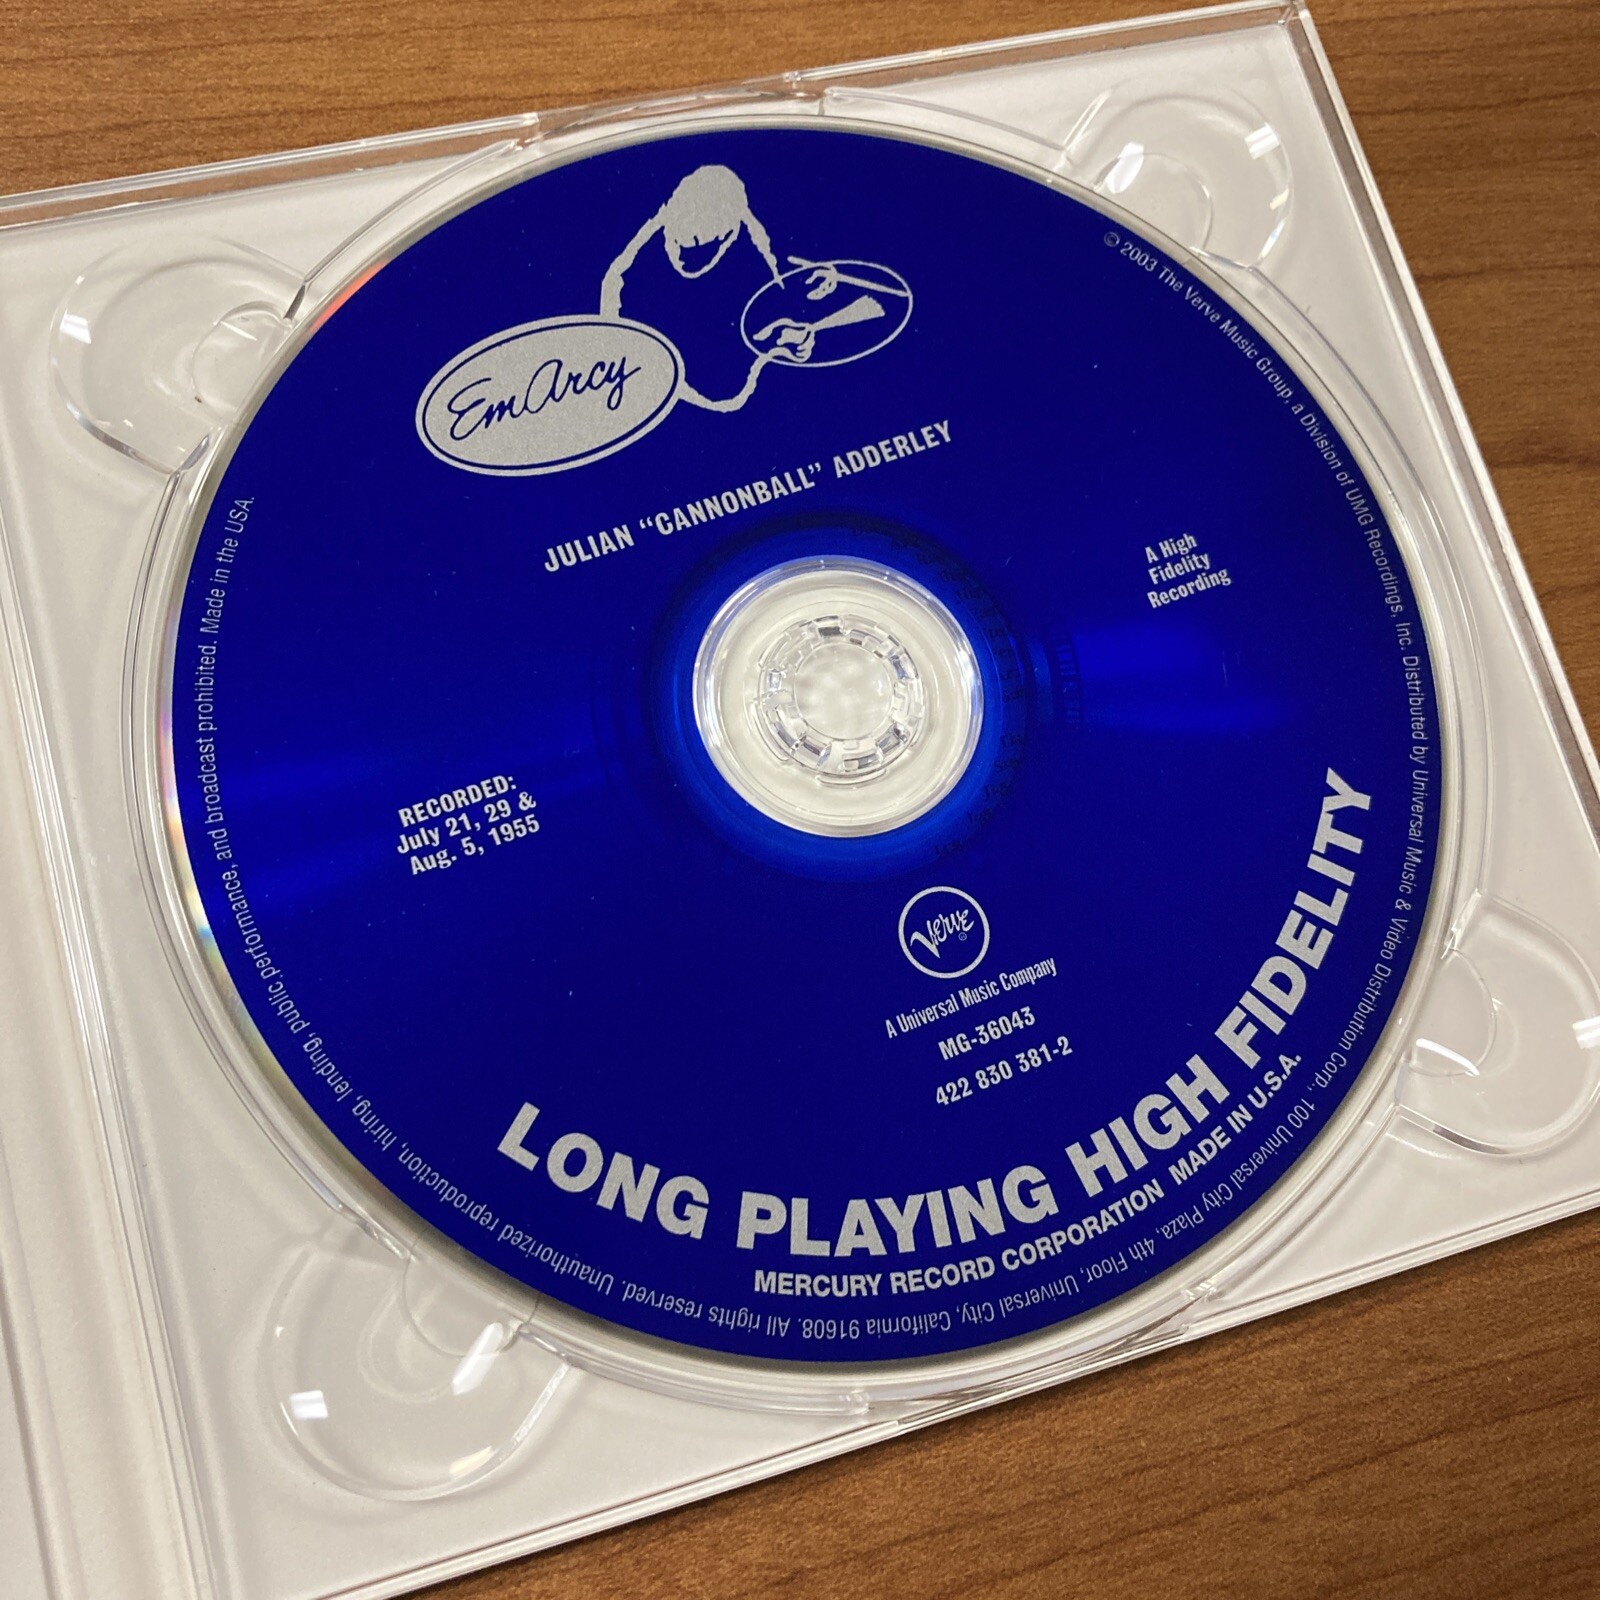 EmArcy
JULIAN “CANNONBALL” ADDERLEY
A High
Fidelity
Recording
RECORDED:
July 21, 29 &
Aug. 5, 1955
Verve
A Universal Music Company
MG-36043
422 830 381-2
LONG PLAYING HIGH FIDELITY
MERCURY RECORD CORPORATION MADE IN U.S.A.
© 2003 The Verve Music Group, a Division of UMG Recordings, Inc. Distributed by Universal Music & Video Distribution Corp., 100 Universal City Plaza, 4th Floor, Universal City, California 91608. All rights reserved. Unauthorized reproduction, hiring, lending, public performance, and broadcast prohibited. Made in the USA.